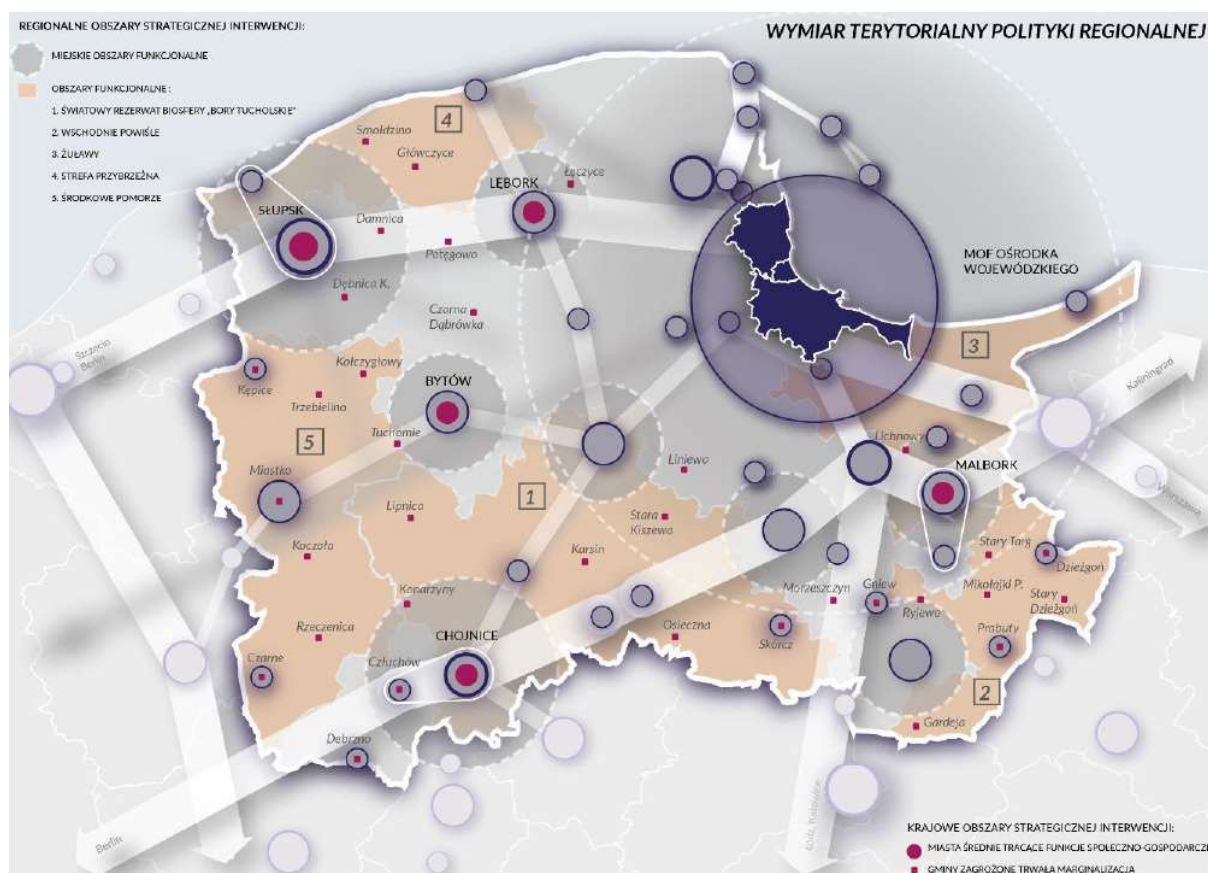 REGIONALNE OBSZARY STRATEGICZNEJ INTERWENCJI:
WYMIAR TERYTORIALNY POLITYKI REGIONALNEJ
MIEJSKIE OBSZARY FUNKCJONALNE
OBSZARY FUNKCJONALNE :
1. ŚWIATOWY REZERWAT BIOSFERY „BORY TUCHOLSKIE"
2. WSCHODNIE POWIŚLE
3. ŻUŁAWY
4. STREFA PRZYBRZEŻNA
5. ŚRODKOWE POMORZE
4
Smołdzino
Główczyce
LĘBORK
Łęczyce
SŁUPSK
Damnica
Potęgowo
MOF OŚRODKA
WOJEWÓDZKIEGO
Dębnica K.
Czarna
Dąbrówka
3
Szczecin
Berlin
Kaliningrad
Kępice
Kołczygłowy
Trzebielino
BYTÓW
5
Tuchomie
Lichnowy
Miastko
Liniewo
MALBORK
Warszawa
1
Lipnica
Stara
Kiszewa
Koczała
Karsin
Stary Targ
Dzierzgoń
Konarzyny
Morzeszczyn
Gniew
Ryjewo
Mikołajki P.
Stary
Dzierzgoń
Rzeczenica
CHOJNICE
Osieczna
Skórcz
Prabuty
Czarne
Człuchów
2
Gardeja
Debrzno
Berlin
Łódź, Katowice
KRAJOWE OBSZARY STRATEGICZNEJ INTERWENCJI:
MIASTA ŚREDNIE TRACĄCE FUNKCJE SPOŁECZNO-GOSPODARCZE
GMINY ZAGROŻONE TRWAŁĄ MARGINALIZACJĄ